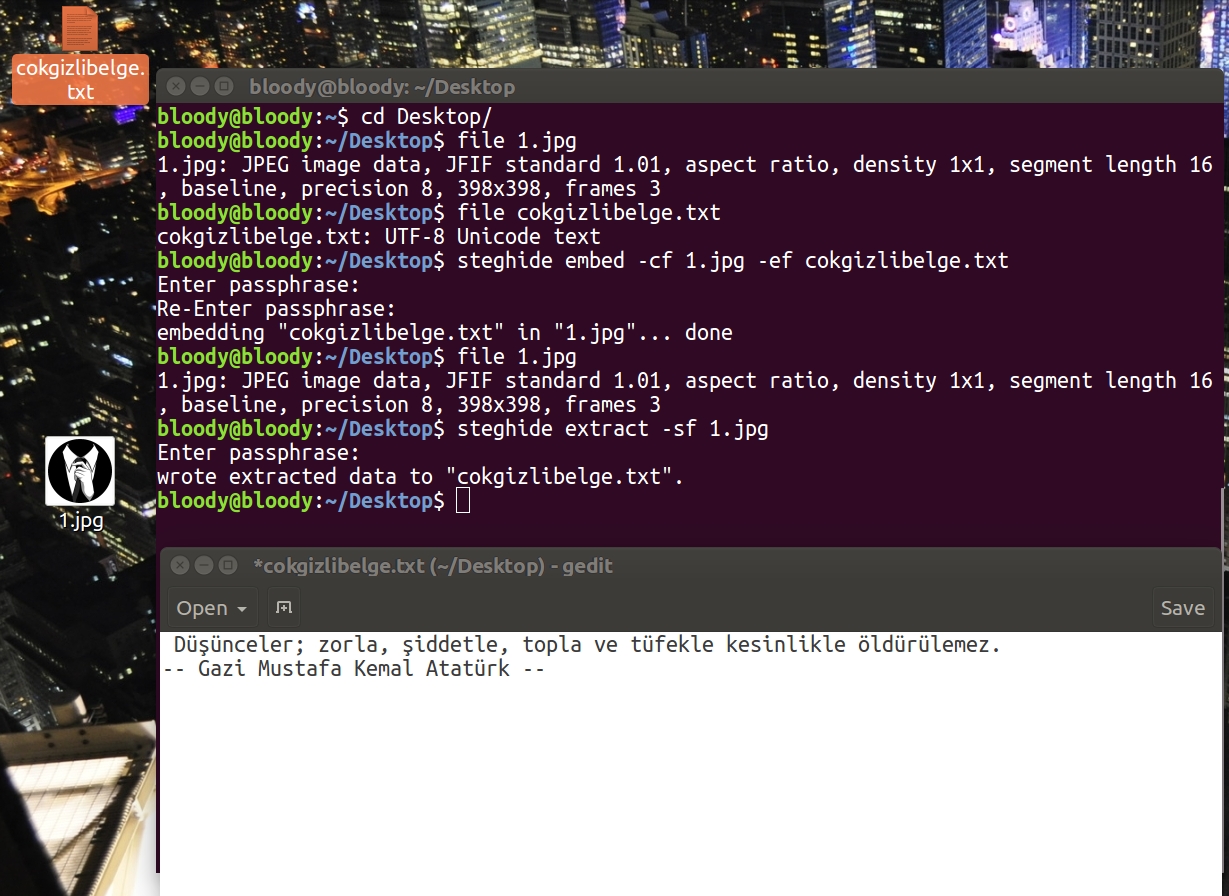 cokgizlibelge.
txt
bloody@bloody: ~/Desktop
bloody@bloody:~$ cd Desktop/
bloody@bloody:~/Desktop$ file 1.jpg
1.jpg: JPEG image data, JFIF standard 1.01, aspect ratio, density 1x1, segment length 16
, baseline, precision 8, 398x398, frames 3
bloody@bloody:~/Desktop$ file cokgizlibelge.txt
cokgizlibelge.txt: UTF-8 Unicode text
bloody@bloody:~/Desktop$ steghide embed -cf 1.jpg -ef cokgizlibelge.txt
Enter passphrase:
Re-Enter passphrase:
embedding "cokgizlibelge.txt" in "1.jpg"... done
bloody@bloody:~/Desktop$ file 1.jpg
1.jpg: JPEG image data, JFIF standard 1.01, aspect ratio, density 1x1, segment length 16
, baseline, precision 8, 398x398, frames 3
bloody@bloody:~/Desktop$ steghide extract -sf 1.jpg
Enter passphrase:
wrote extracted data to "cokgizlibelge.txt".
bloody@bloody:~/Desktop$
1.jpg
*cokgizlibelge.txt (~/Desktop) - gedit
Open
Save
Düşünceler; zorla, şiddetle, topla ve tüfekle kesinlikle öldürülemez.
-- Gazi Mustafa Kemal Atatürk --